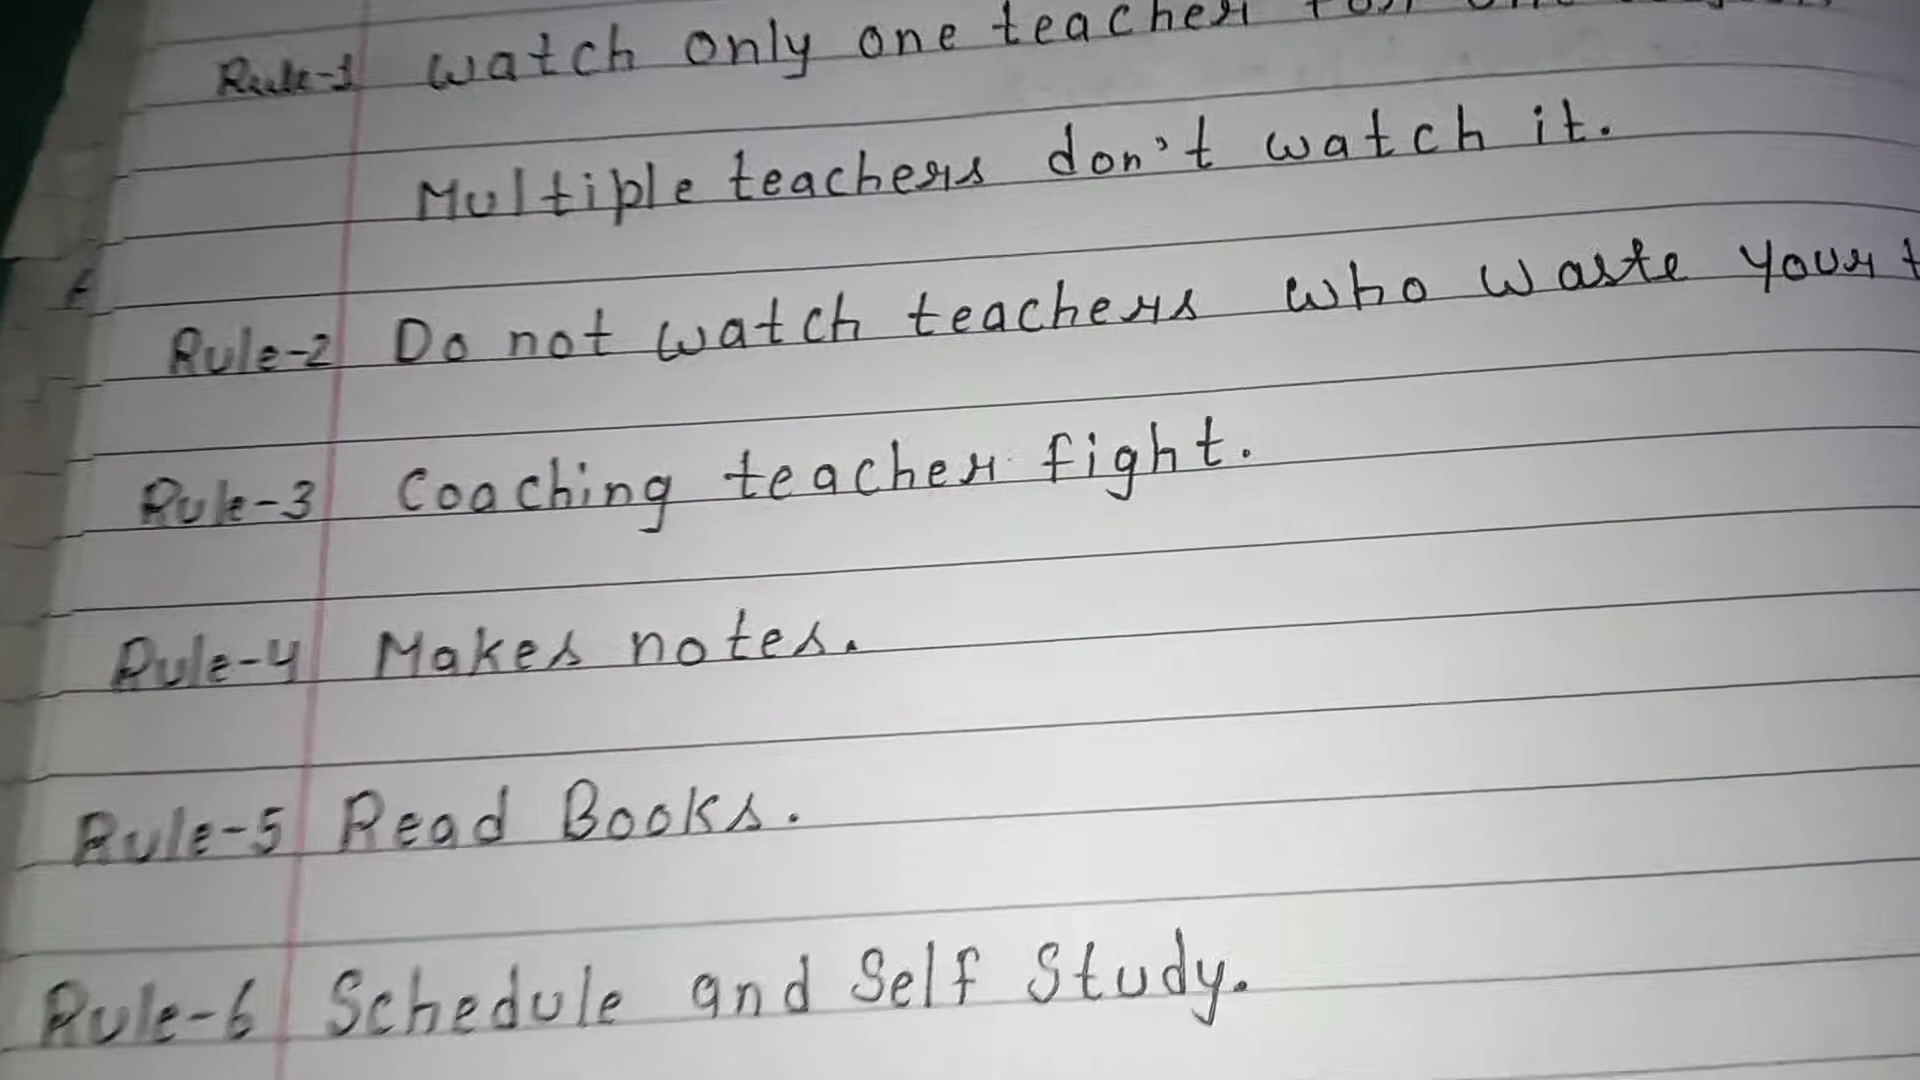 Rule-1 Watch only one teacher for one
Multiple teachers don't watch it.
Rule-2 Do not watch teachers who waste your
Rule-3 Coaching teacher fight.
Rule-4 Makes notes.
Rule-5 Read Books.
Rule-6 Schedule and Self Study.